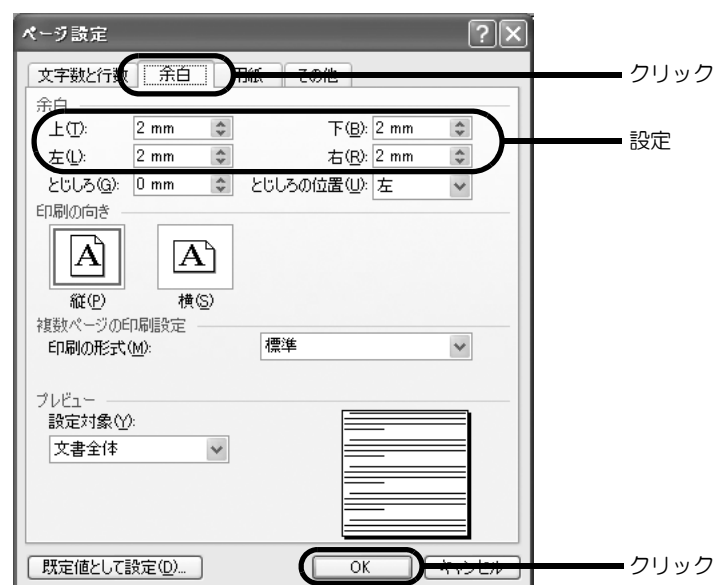 ページ設定
文字数と行数 余白 用紙 その他
クリック
余白
上(T): 2 mm 下(B): 2 mm
設定
左(L): 2 mm 右(R): 2 mm
とじしろ(G): 0 mm とじしろの位置(U): 左
印刷の向き
A A
縦(P) 横(S)
複数ページの印刷設定
印刷の形式(M): 標準
プレビュー
設定対象(Y):
文書全体
既定値として設定(D)... OK キャンセル
クリック